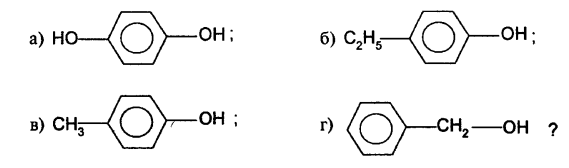 а) HO—OH ; б) C₂H₅—OH ;
в) CH₃—OH ; г) —CH₂—OH ?